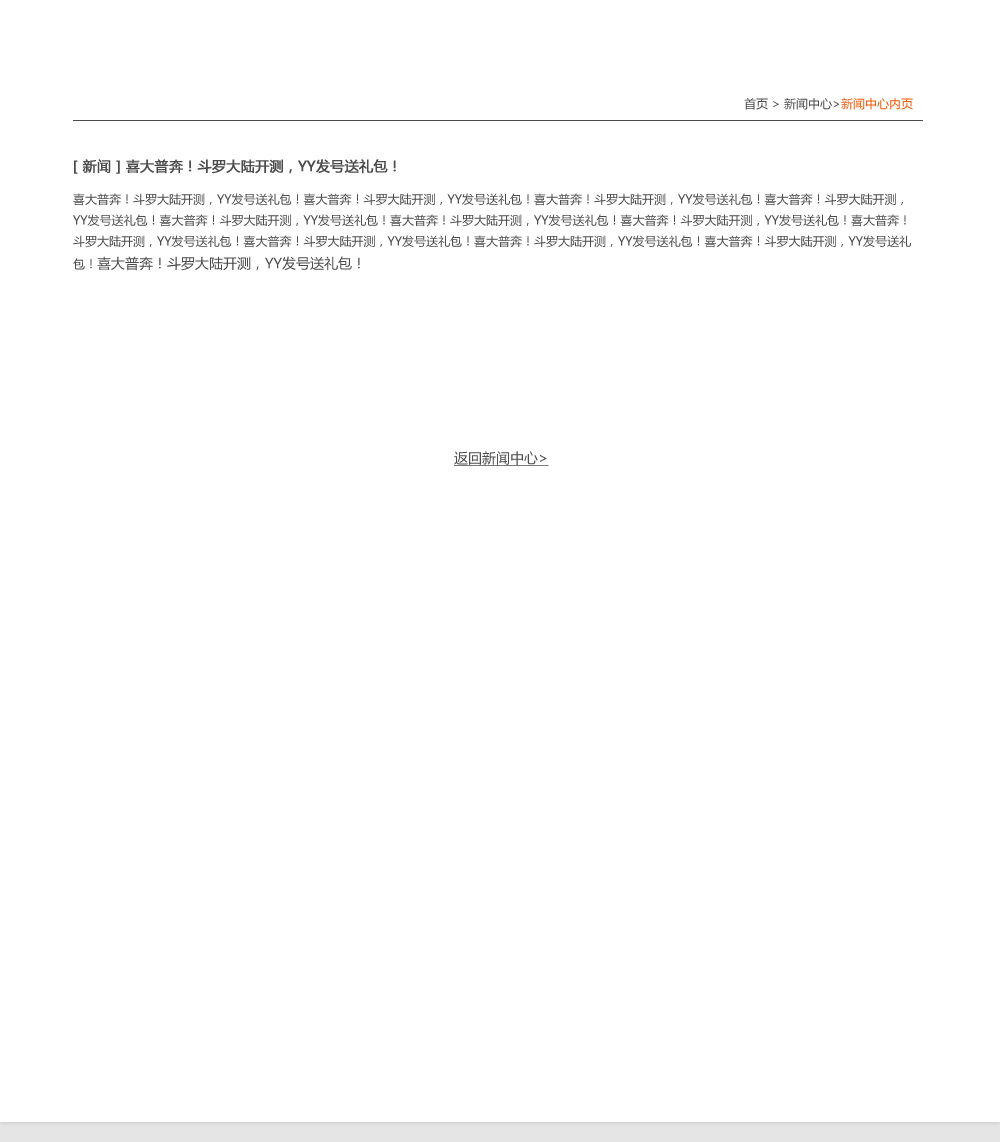 首页 > 新闻中心>新闻中心内页
[ 新闻 ] 喜大普奔！斗罗大陆开测，YY发号送礼包！
喜大普奔！斗罗大陆开测，YY发号送礼包！喜大普奔！斗罗大陆开测，YY发号送礼包！喜大普奔！斗罗大陆开测，YY发号送礼包！喜大普奔！斗罗大陆开测，
YY发号送礼包！喜大普奔！斗罗大陆开测，YY发号送礼包！喜大普奔！斗罗大陆开测，YY发号送礼包！喜大普奔！斗罗大陆开测，YY发号送礼包！喜大普奔！
斗罗大陆开测，YY发号送礼包！喜大普奔！斗罗大陆开测，YY发号送礼包！喜大普奔！斗罗大陆开测，YY发号送礼包！喜大普奔！斗罗大陆开测，YY发号送礼
包！喜大普奔！斗罗大陆开测，YY发号送礼包！
返回新闻中心>